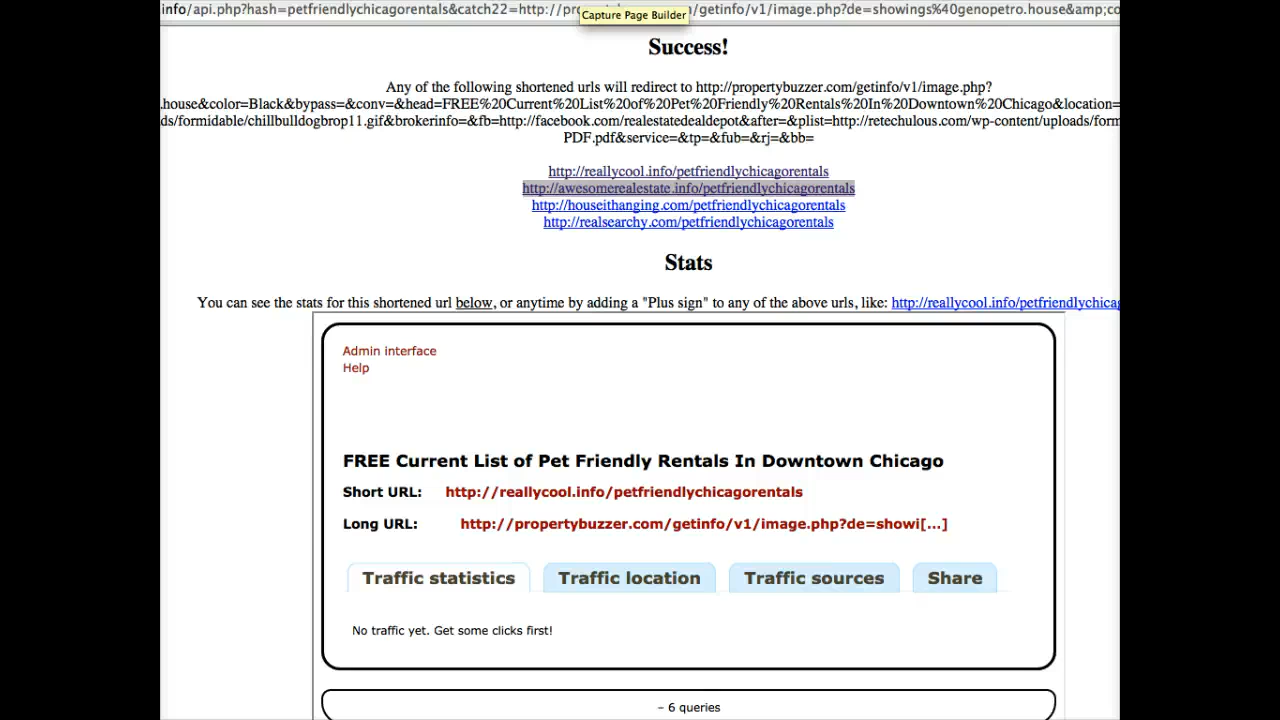 info/api.php?hash=petfriendlychicagorentals&catch22=http://pro
/getinfo/v1/image.php?de=showings%40genopetro.house&amp;co
Capture Page Builder
Success!
Any of the following shortened urls will redirect to http://propertybuzzer.com/getinfo/v1/image.php?
.house&color=Black&bypass=&conv=&head=FREE%20Current%20List%20of%20Pet%20Friendly%20Rentals%20In%20Downtown%20Chicago&location=
ds/formidable/chillbulldogbrop11.gif&brokerinfo=&fb=http://facebook.com/realestatedealdepot&after=&plist=http://retechulous.com/wp-content/uploads/form
PDF.pdf&service=&tp=&fub=&rj=&bb=
http://reallycool.info/petfriendlychicagorentals
http://awesomerealestate.info/petfriendlychicagorentals
http://houseithanging.com/petfriendlychicagorentals
http://realsearchy.com/petfriendlychicagorentals
Stats
You can see the stats for this shortened url below, or anytime by adding a "Plus sign" to any of the above urls, like: http://reallycool.info/petfriendlychicag
Admin interface
Help
FREE Current List of Pet Friendly Rentals In Downtown Chicago
Short URL: http://reallycool.info/petfriendlychicagorentals
Long URL: http://propertybuzzer.com/getinfo/v1/image.php?de=showi[...]
Traffic statistics Traffic location Traffic sources Share
No traffic yet. Get some clicks first!
– 6 queries